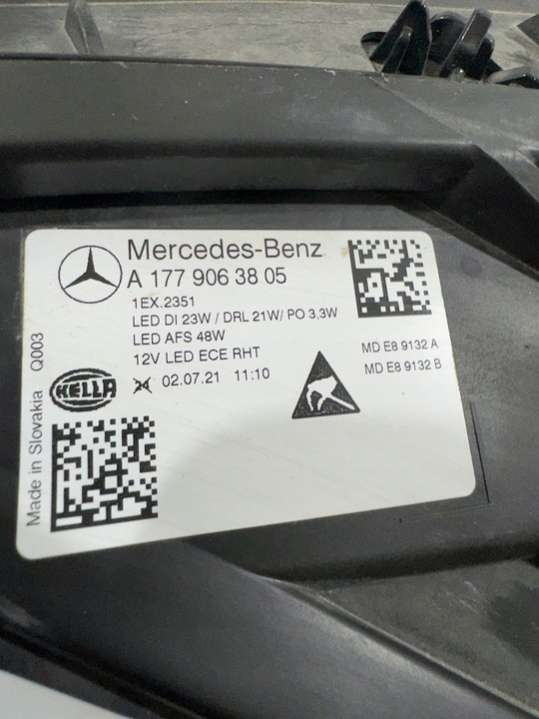 Mercedes-Benz
A 177 906 38 05
1EX.2351
LED DI 23W / DRL 21W/ PO 3,3W
LED AFS 48W
12V LED ECE RHT
02.07.21 11:10
MD E8 9132 A
MD E8 9132 B
HELLA
Made in Slovakia Q003